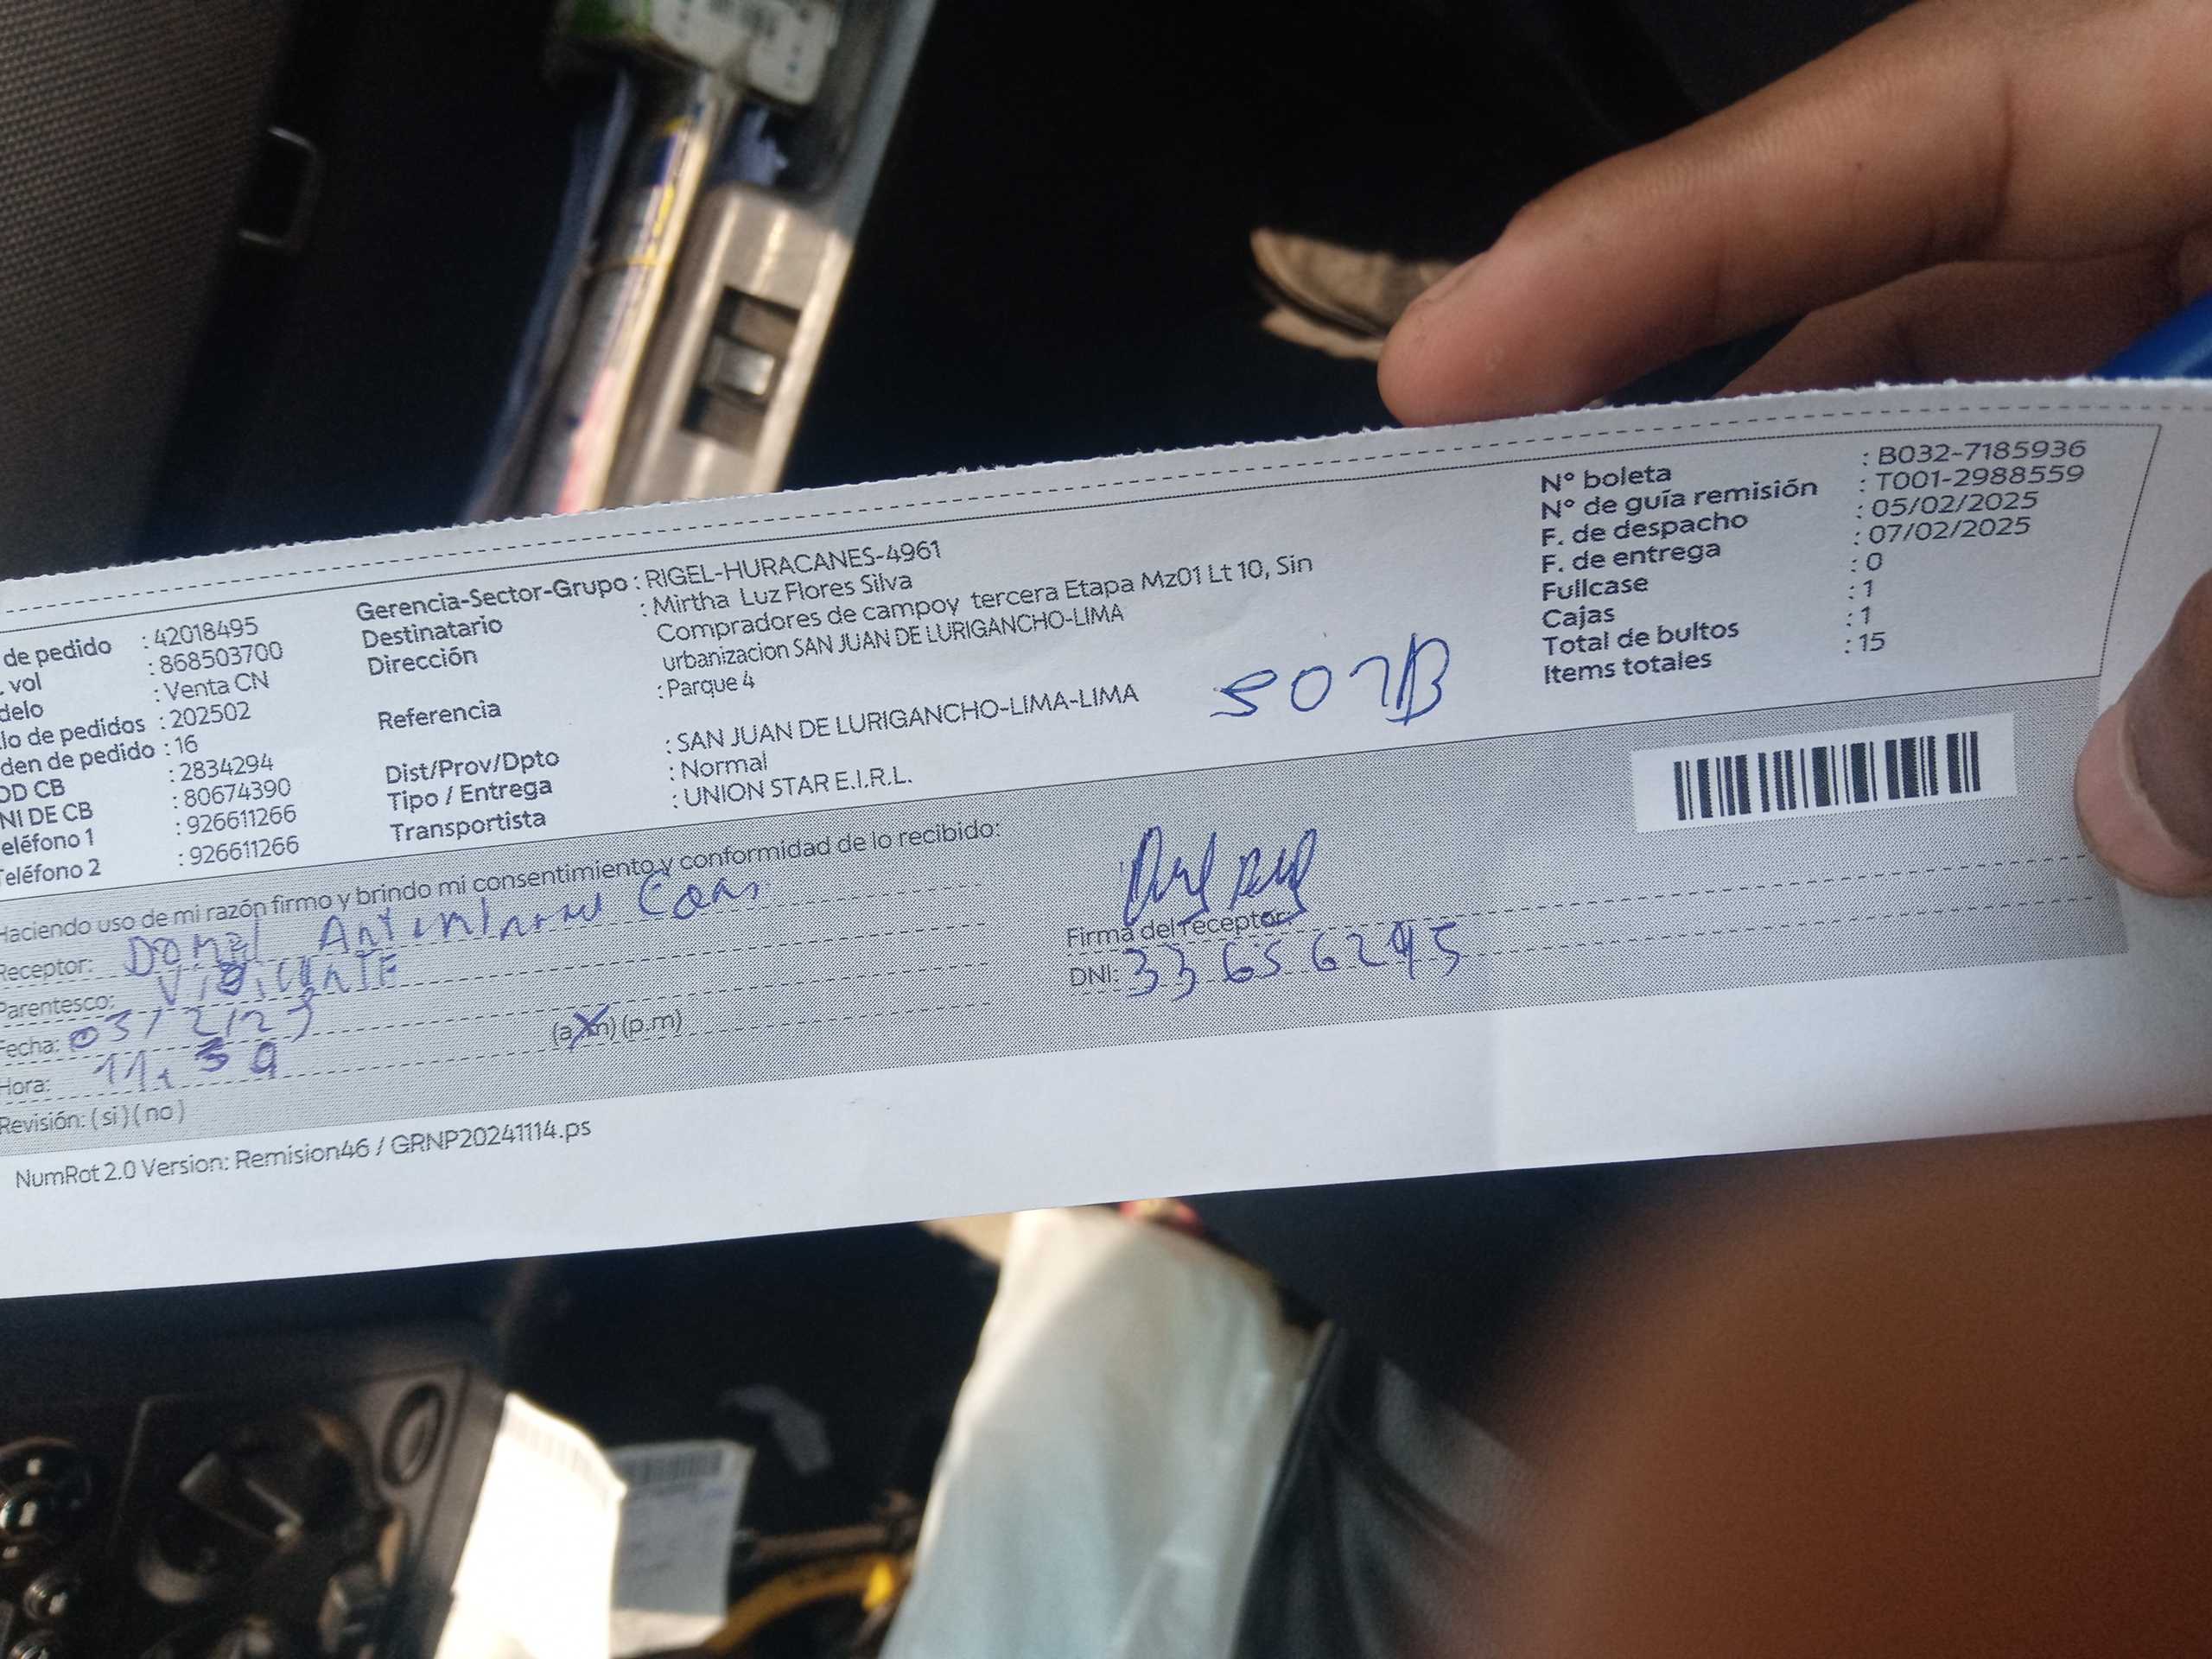 de pedido : 42018495
. vol : 868503700
delo : Venta CN
lo de pedidos : 202502
den de pedido : 16
OD CB : 2834294
NI DE CB : 80674390
eléfono 1 : 926611266
Teléfono 2 : 926611266
Gerencia-Sector-Grupo : RIGEL-HURACANES-4961
Destinatario : Mirtha Luz Flores Silva
Dirección Compradores de campoy tercera Etapa Mz01 Lt 10, Sin
urbanizacion SAN JUAN DE LURIGANCHO-LIMA
Referencia : Parque 4
Dist/Prov/Dpto : SAN JUAN DE LURIGANCHO-LIMA-LIMA
Tipo / Entrega : Normal
Transportista : UNION STAR E.I.R.L.
507B
N° boleta : B032-7185936
N° de guía remisión : T001-2988559
F. de despacho : 05/02/2025
F. de entrega : 07/02/2025
Fullcase : 0
Cajas : 1
Total de bultos : 1
Items totales : 15
Haciendo uso de mi razón firmo y brindo mi consentimiento y conformidad de lo recibido:
Receptor:
Parentesco:
Fecha:
Hora: 11.30 (a.m) (p.m)
Revisión: (si) (no)
Firma del receptor:
DNI: 33656245
NumRot 2.0 Version: Remision46 / GRNP20241114.ps